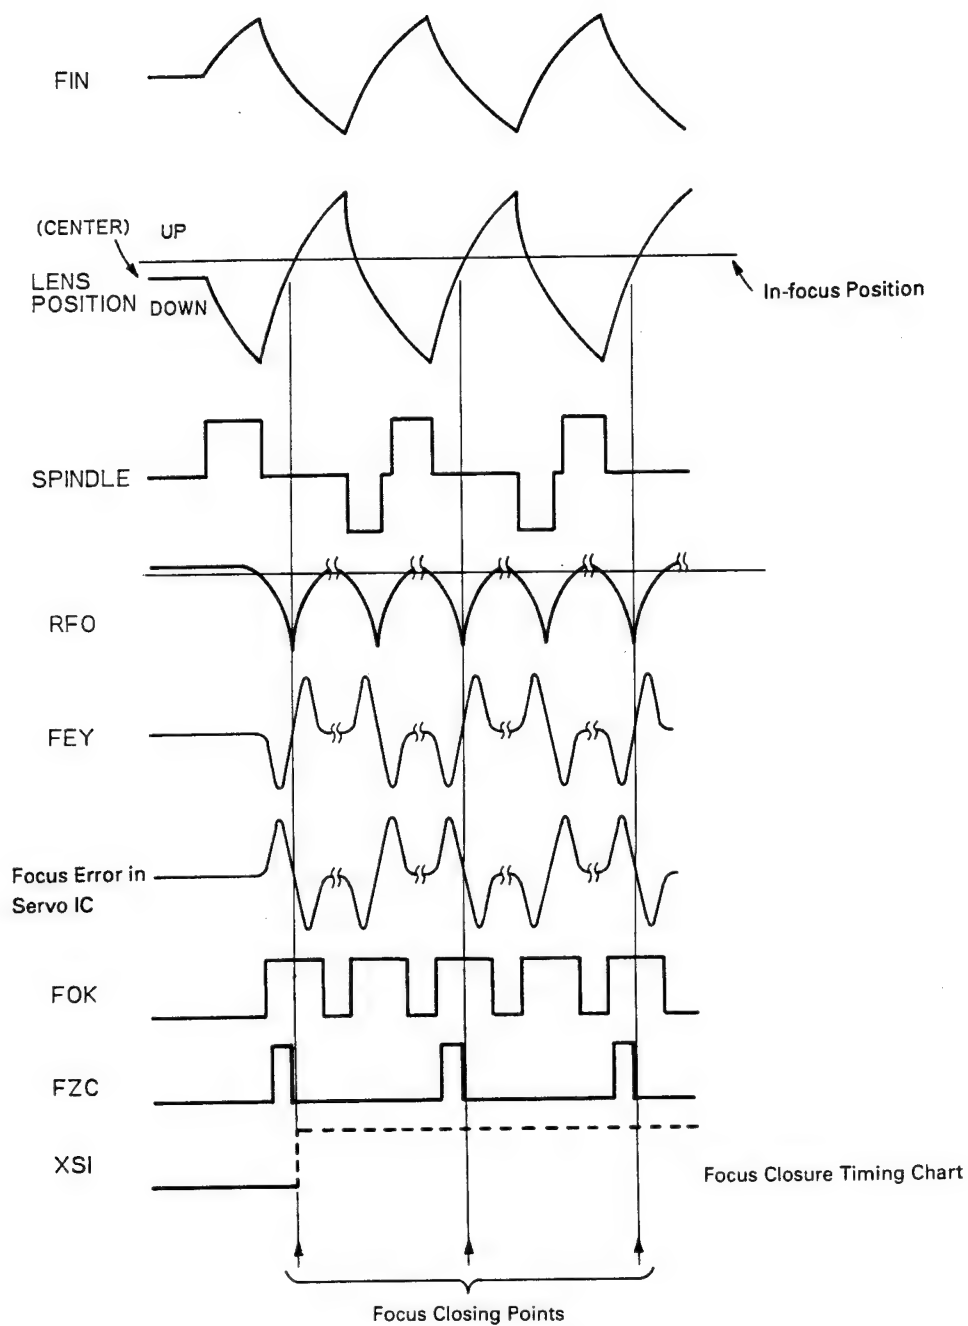 FIN
(CENTER) UP
LENS
POSITION DOWN
In-focus Position
SPINDLE
RFO
FEY
Focus Error in
Servo IC
FOK
FZC
XSI
Focus Closure Timing Chart
Focus Closing Points